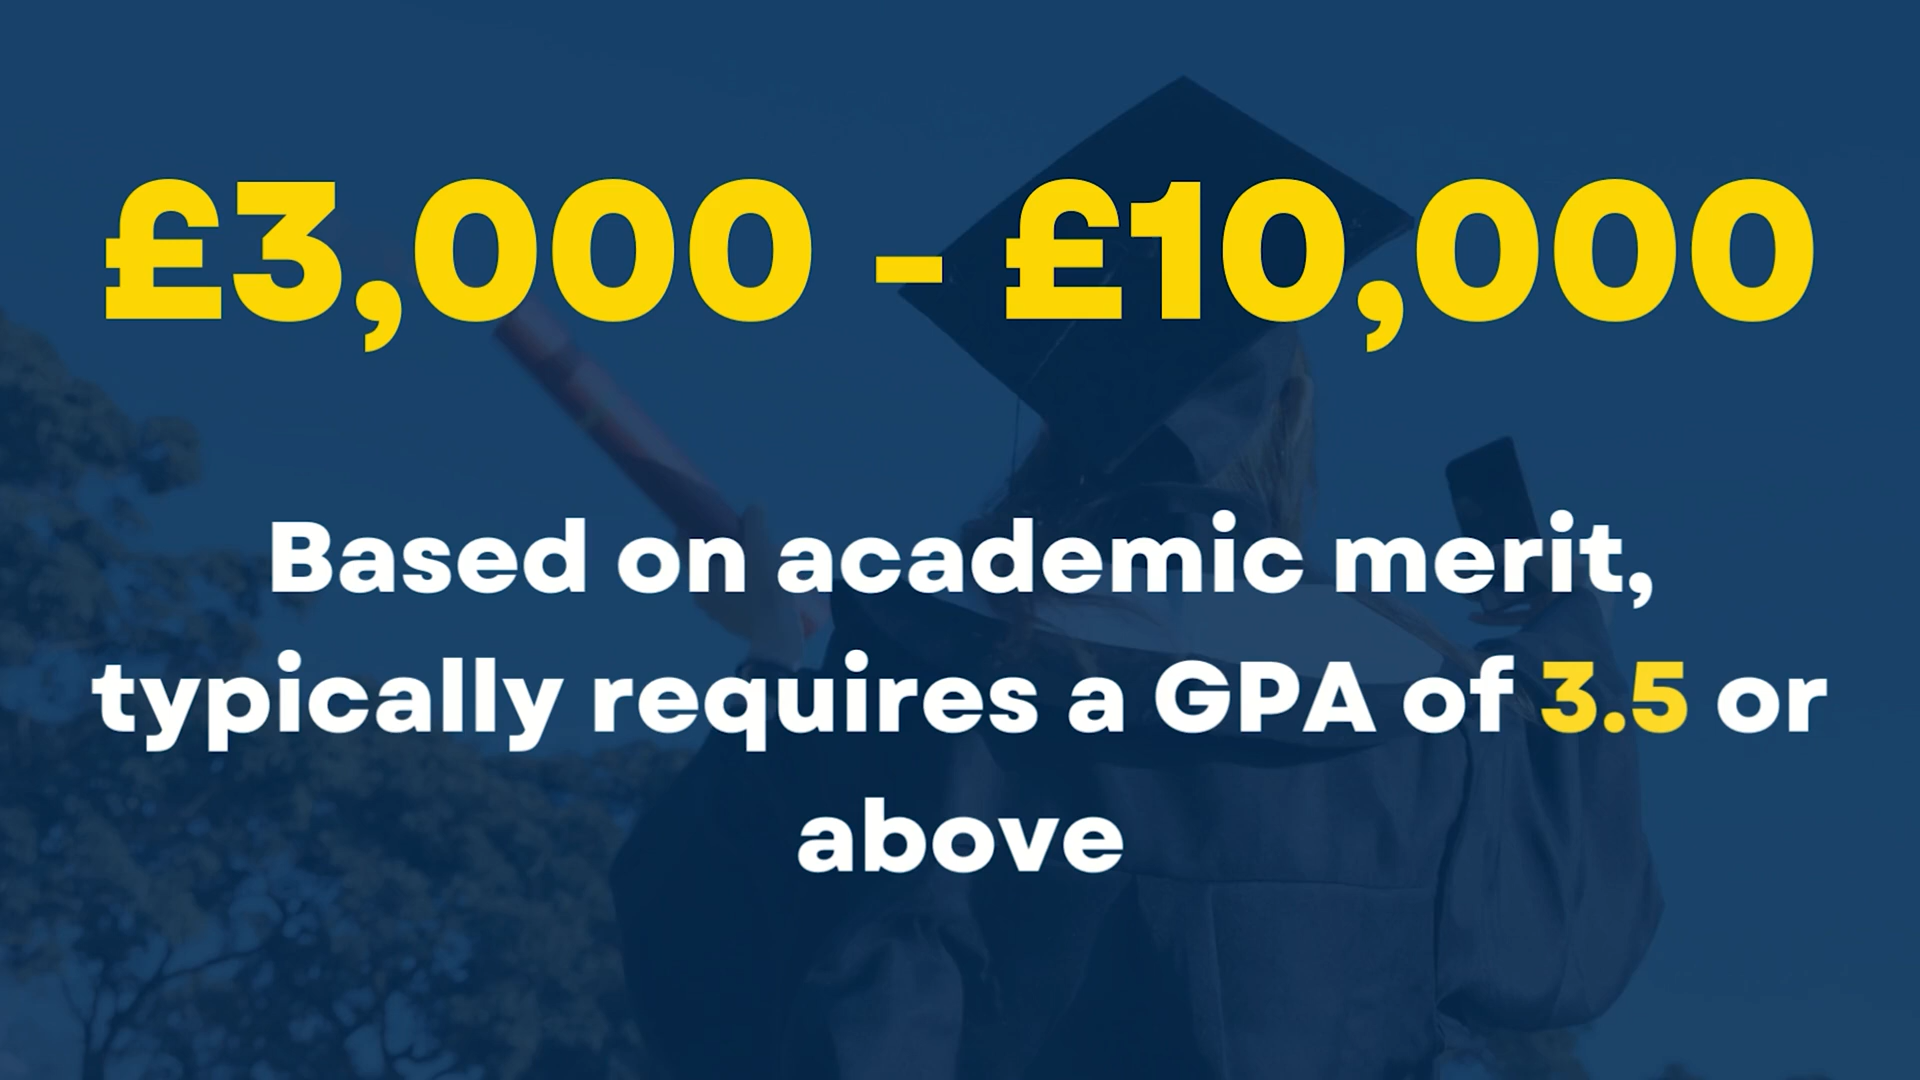 £3,000 - £10,000
Based on academic merit,
typically requires a GPA of 3.5 or
above